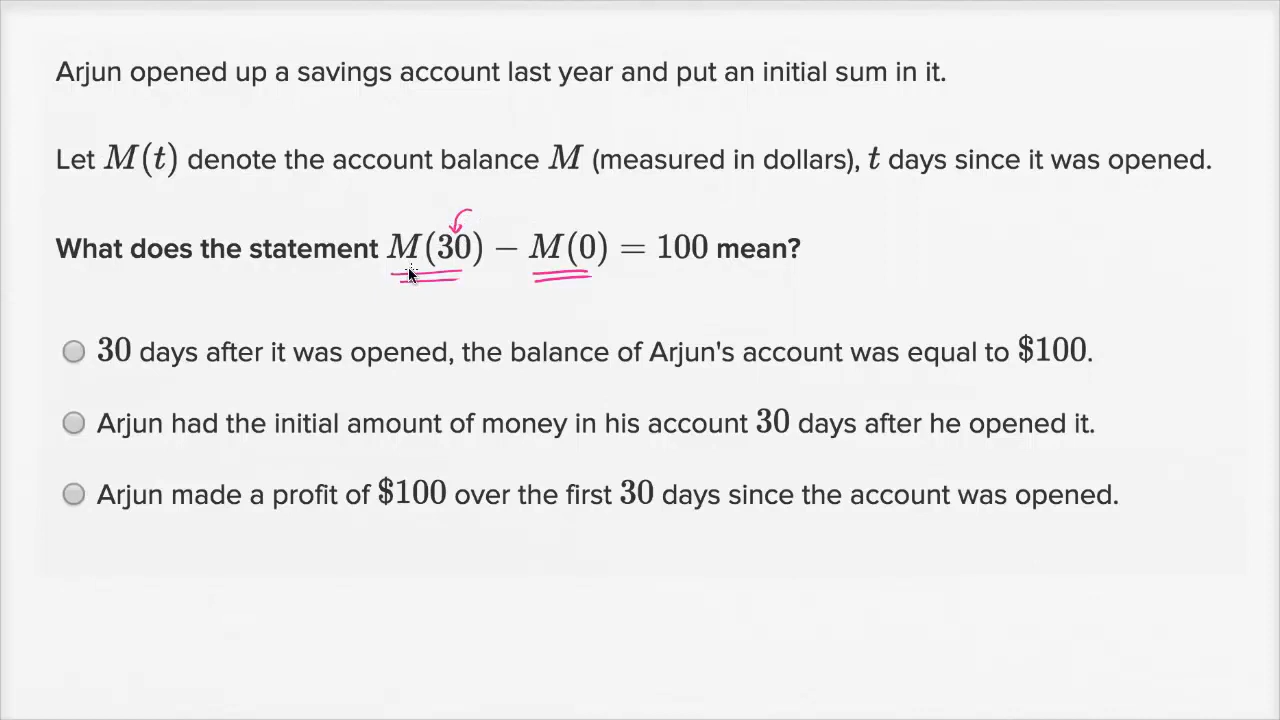 Arjun opened up a savings account last year and put an initial sum in it.
Let M(t) denote the account balance M (measured in dollars), t days since it was opened.
What does the statement M(30) − M(0) = 100 mean?
30 days after it was opened, the balance of Arjun's account was equal to $100.
Arjun had the initial amount of money in his account 30 days after he opened it.
Arjun made a profit of $100 over the first 30 days since the account was opened.